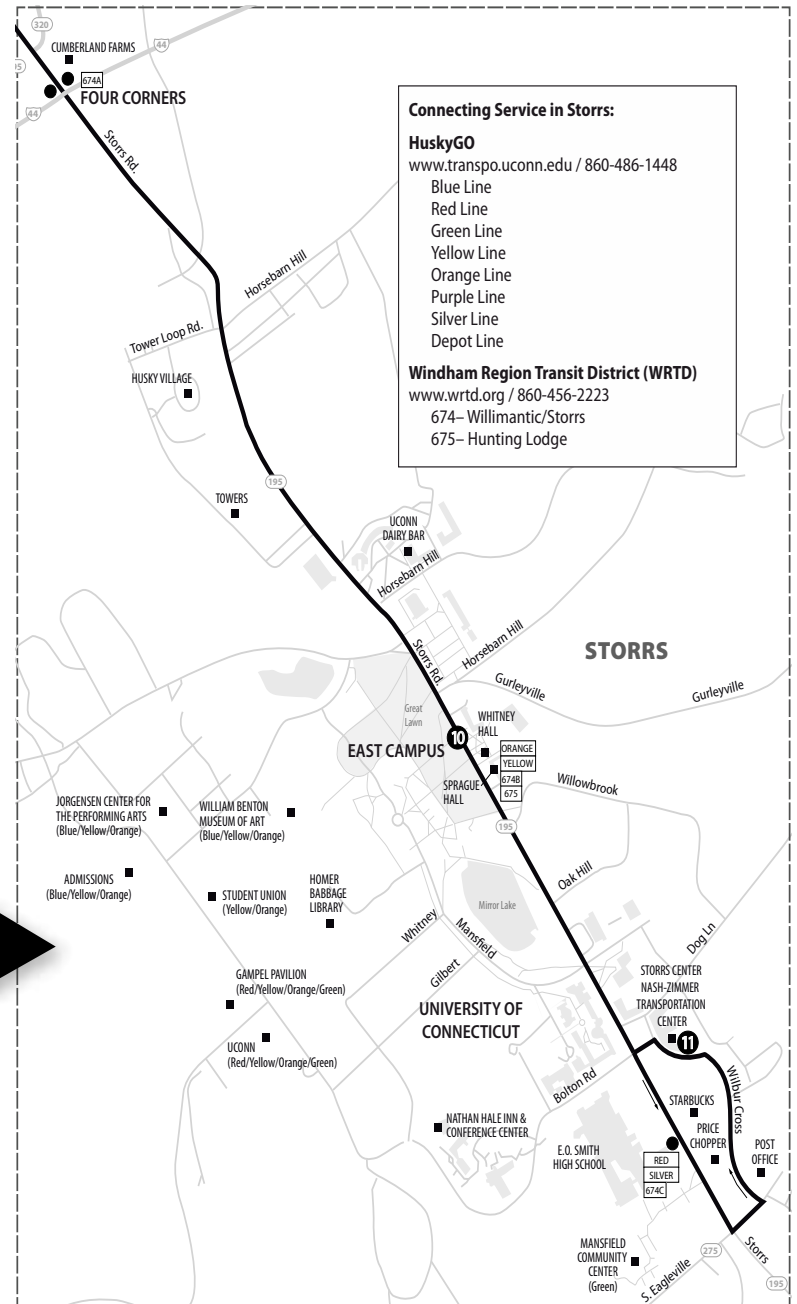 320
CUMBERLAND FARMS
44
674A
FOUR CORNERS
44
Storrs Rd.
Connecting Service in Storrs:
HuskyGO
www.transpo.uconn.edu / 860-486-1448
Blue Line
Red Line
Green Line
Yellow Line
Orange Line
Purple Line
Silver Line
Depot Line
Windham Region Transit District (WRTD)
www.wrtd.org / 860-456-2223
674– Willimantic/Storrs
675– Hunting Lodge
Horsebarn Hill
Tower Loop Rd.
HUSKY VILLAGE
195
TOWERS
UCONN
DAIRY BAR
Horsebarn Hill
Storrs Rd.
Horsebarn Hill
STORRS
Gurleyville
Gurleyville
Great
Lawn
WHITNEY
HALL
10
EAST CAMPUS
ORANGE
YELLOW
674B
675
SPRAGUE
HALL
Willowbrook
195
JORGENSEN CENTER FOR
THE PERFORMING ARTS
(Blue/Yellow/Orange)
WILLIAM BENTON
MUSEUM OF ART
(Blue/Yellow/Orange)
ADMISSIONS
(Blue/Yellow/Orange)
STUDENT UNION
(Yellow/Orange)
HOMER
BABBAGE
LIBRARY
Oak Hill
Mirror Lake
Whitney
Mansfield
Gilbert
Dog Ln
GAMPEL PAVILION
(Red/Yellow/Orange/Green)
UNIVERSITY OF
CONNECTICUT
STORRS CENTER
NASH-ZIMMER
TRANSPORTATION
CENTER
11
UCONN
(Red/Yellow/Orange/Green)
Bolton Rd
Wilbur Cross
STARBUCKS
NATHAN HALE INN &
CONFERENCE CENTER
PRICE
CHOPPER
POST
OFFICE
E.O. SMITH
HIGH SCHOOL
RED
SILVER
674C
MANSFIELD
COMMUNITY
CENTER
(Green)
275
S. Eagleville
Storrs
195